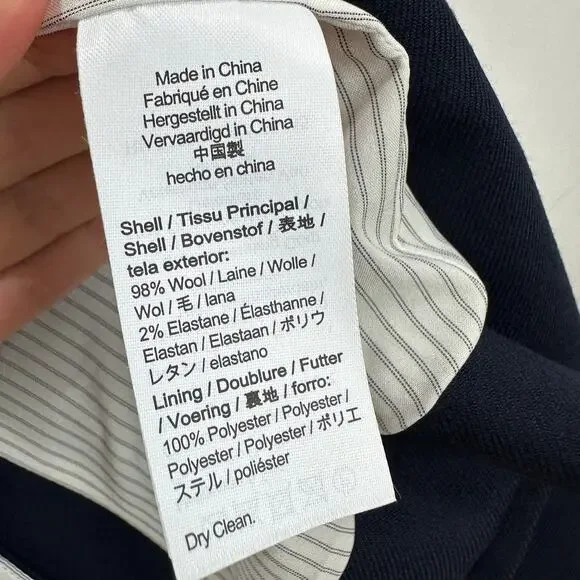 Made in China
Fabriqué en Chine
Hergestellt in China
Vervaardigd in China
中国製
hecho en china
Shell / Tissu Principal /
Shell / Bovenstof / 表地 /
tela exterior:
98% Wool / Laine / Wolle /
Wol / 毛 / lana
2% Elastane / Élasthanne /
Elastan / Elastaan / ポリウ
レタン / elastano
Lining / Doublure / Futter
/ Voering / 裏地 / forro:
100% Polyester / Polyester /
Polyester / Polyester / ポリエ
ステル / poliéster
Dry Clean.